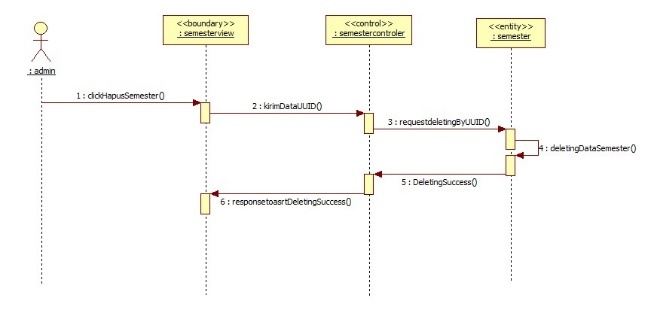 <<boundary>>
: semesterview
<<control>>
: semestercontroler
<<entity>>
: semester
: admin
1 : clickHapusSemester()
2 : kirimDataUUID()
3 : requestdeletingByUUID()
4 : deletingDataSemester()
5 : DeletingSuccess()
6 : responsetoasrtDeletingSuccess()